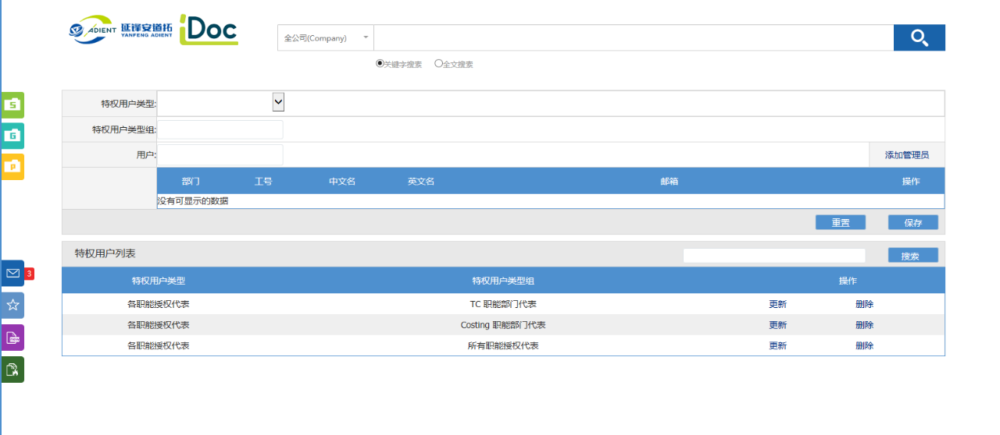 ADIENT 延锋安道拓 YANFENG ADIENT iDoc
全公司(Company)
关键字搜索 全文搜索
特权用户类型:
特权用户类型组:
用户: 添加管理员
部门 工号 中文名 英文名 邮箱 操作
没有可显示的数据
重置 保存
特权用户列表 搜索
特权用户类型 特权用户类型组 操作
各职能授权代表 TC 职能部门代表 更新 删除
各职能授权代表 Costing 职能部门代表 更新 删除
各职能授权代表 所有职能授权代表 更新 删除
S
G
P
3